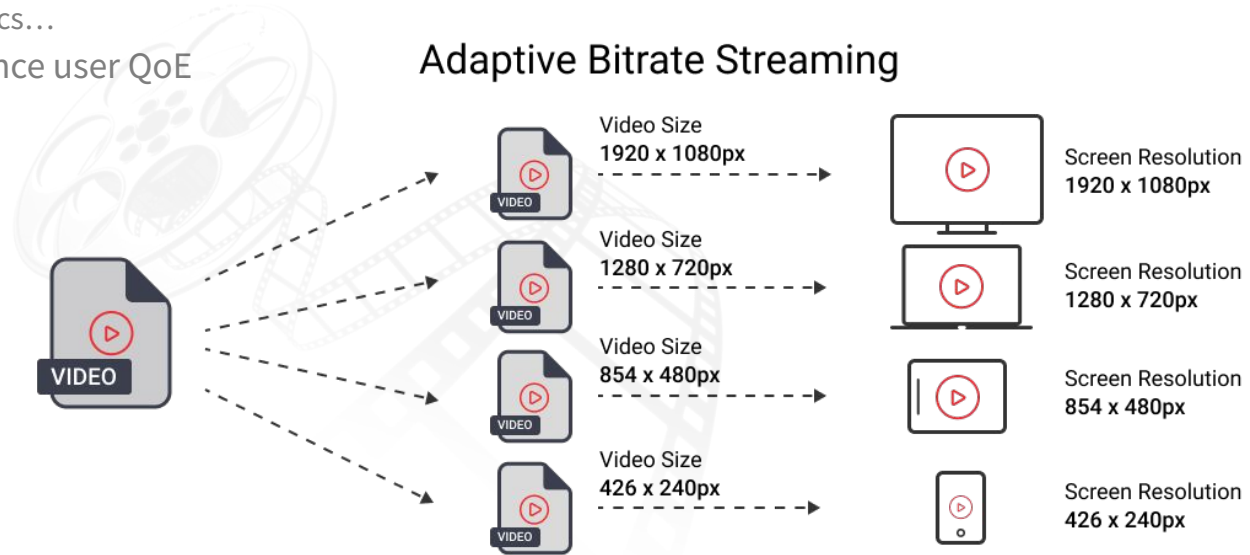 cs…
nce user QoE
Adaptive Bitrate Streaming
Video Size
1920 x 1080px
VIDEO
Screen Resolution
1920 x 1080px
Video Size
1280 x 720px
VIDEO
Screen Resolution
1280 x 720px
VIDEO
Video Size
854 x 480px
VIDEO
Screen Resolution
854 x 480px
Video Size
426 x 240px
VIDEO
Screen Resolution
426 x 240px